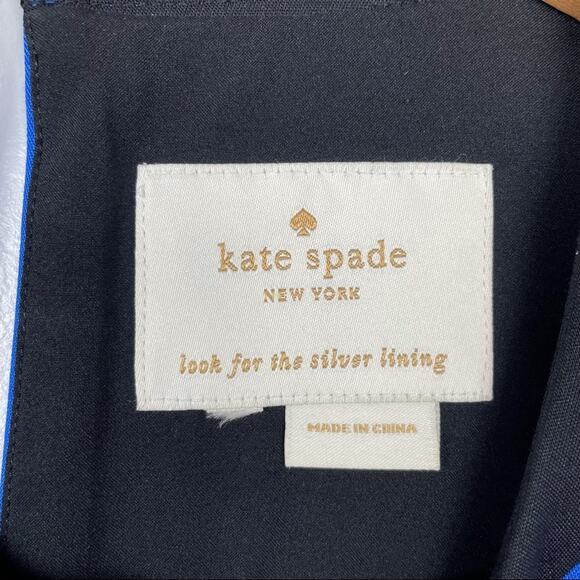 kate spade
NEW YORK
look for the silver lining
MADE IN CHINA